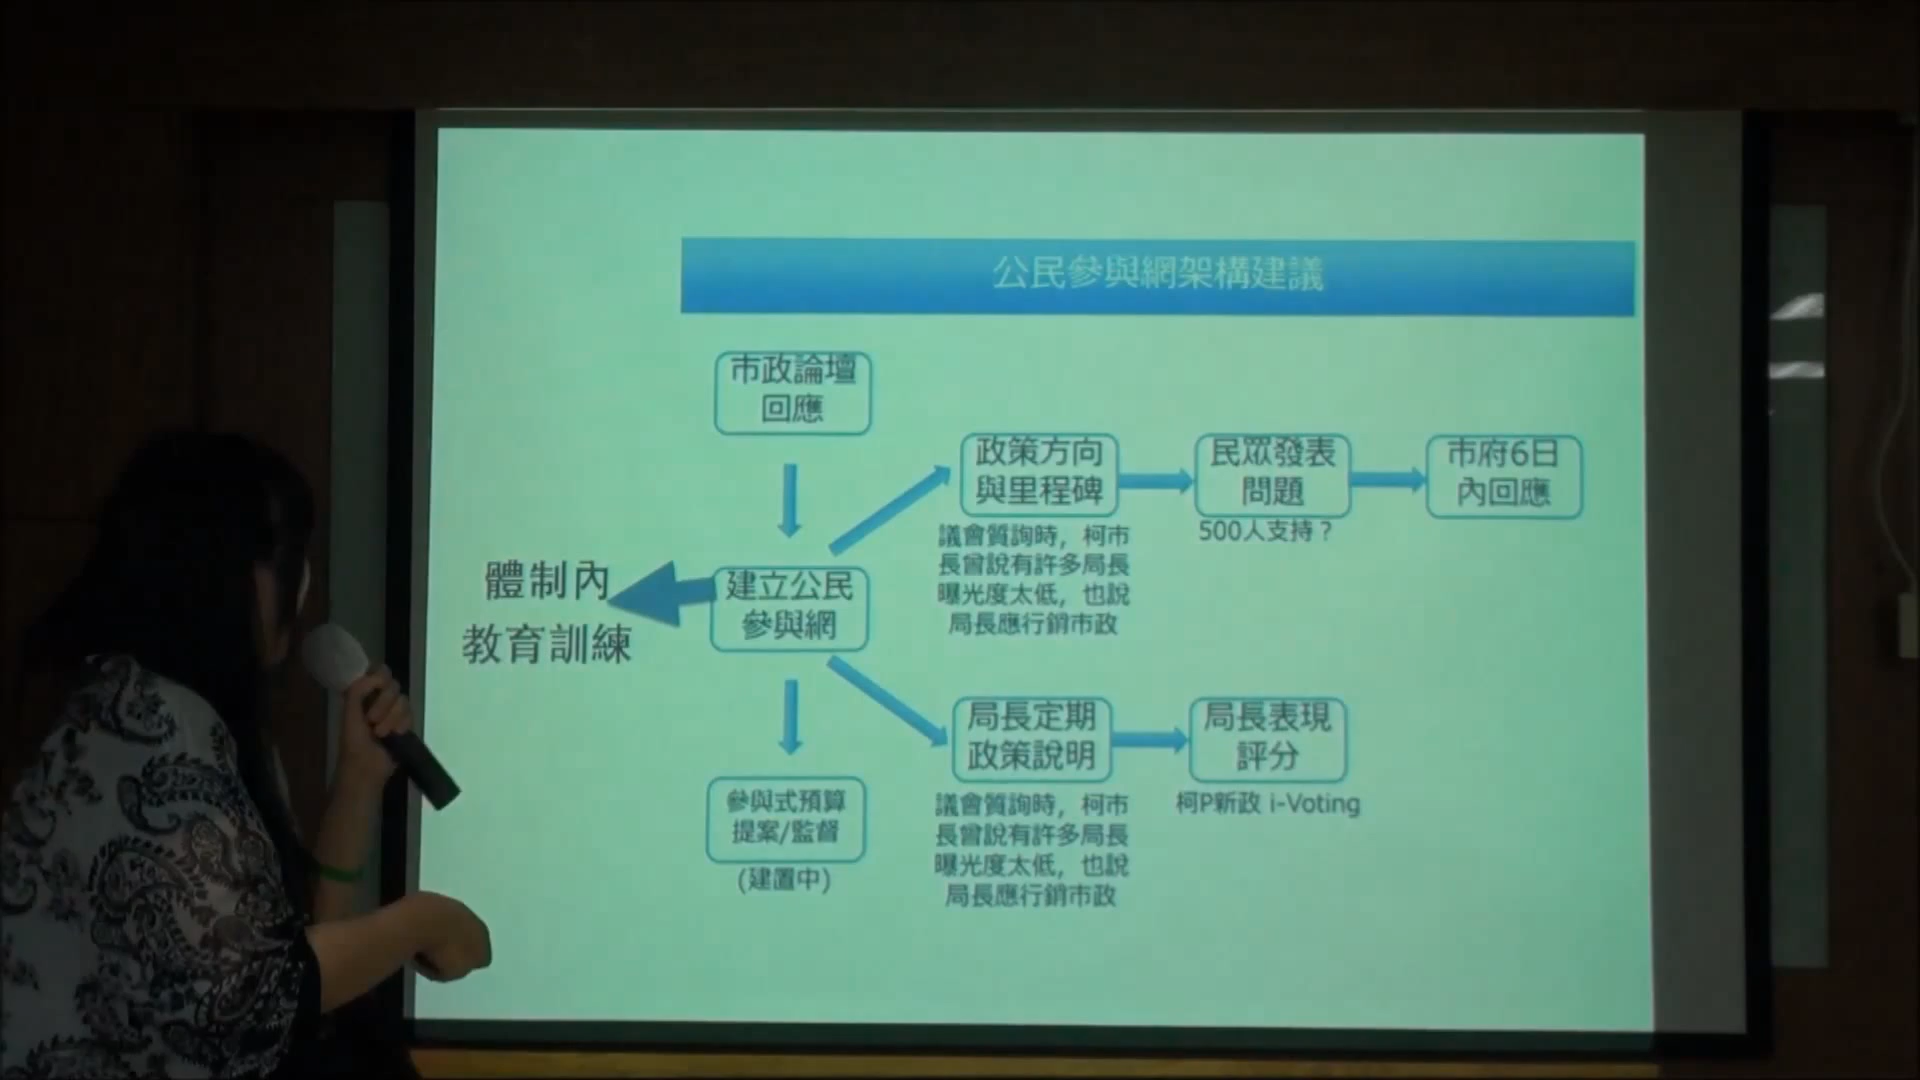 公民參與網架構建議
市政論壇
回應
政策方向
與里程碑
議會質詢時，柯市
長曾說有許多局長
曝光度太低，也說
局長應行銷市政
民眾發表
問題
500人支持？
市府6日
內回應
體制內
教育訓練
建立公民
參與網
局長定期
政策說明
議會質詢時，柯市
長曾說有許多局長
曝光度太低，也說
局長應行銷市政
局長表現
評分
柯P新政 i-Voting
參與式預算
提案/監督
(建置中)